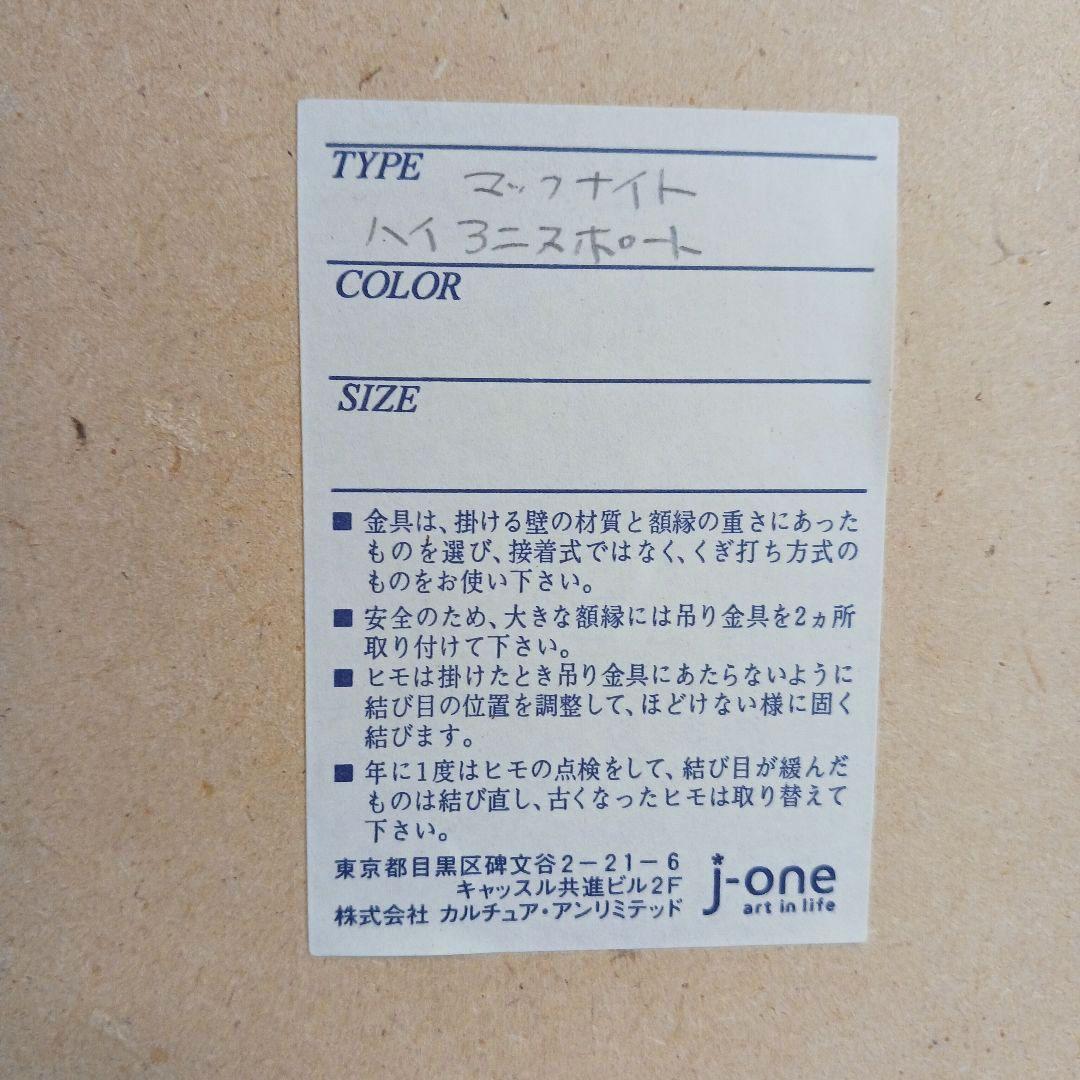 TYPE マックナイト
ハイヨニスポート
COLOR
SIZE
■ 金具は、掛ける壁の材質と額縁の重さにあった
ものを選び、接着式ではなく、くぎ打ち方式の
ものをお使い下さい。
■ 安全のため、大きな額縁には吊り金具を2ヵ所
取り付けて下さい。
■ ヒモは掛けたとき吊り金具にあたらないように
結び目の位置を調整して、ほどけない様に固く
結びます。
■ 年に1度はヒモの点検をして、結び目が緩んだ
ものは結び直し、古くなったヒモは取り替えて
下さい。
東京都目黒区碑文谷2-21-6
キャッスル共進ビル2F
株式会社 カルチュア・アンリミテッド
j-one
art in life